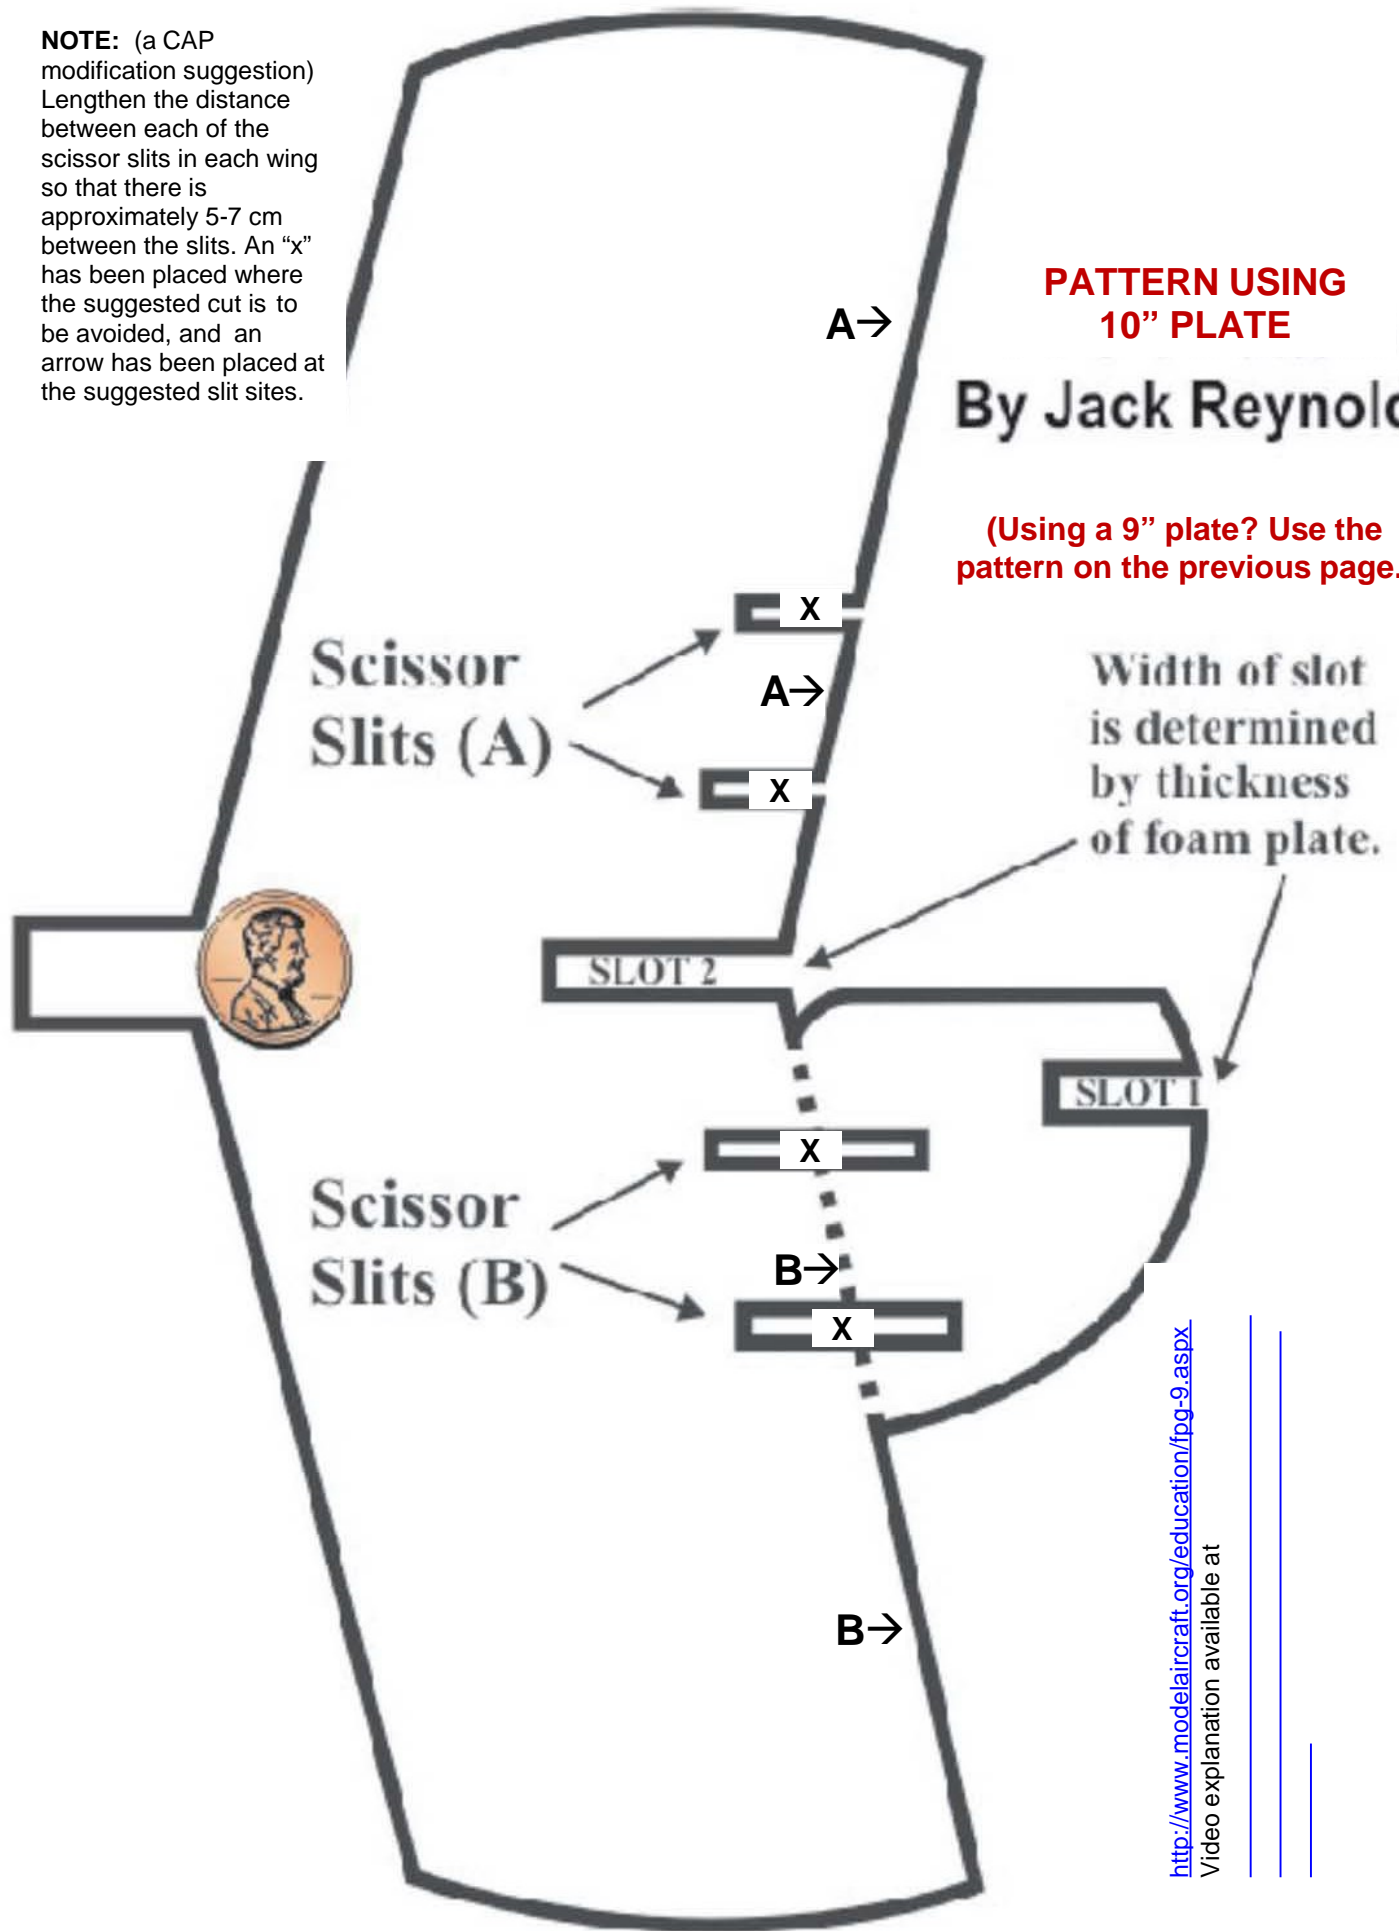 NOTE: (a CAP
modification suggestion)
Lengthen the distance
between each of the
scissor slits in each wing
so that there is
approximately 5-7 cm
between the slits. An “x”
has been placed where
the suggested cut is to
be avoided, and an
arrow has been placed at
the suggested slit sites.
A→
PATTERN USING
10” PLATE
By Jack Reynold
(Using a 9” plate? Use the
pattern on the previous page.
X
Scissor
Slits (A)
A→
X
Width of slot
is determined
by thickness
of foam plate.
SLOT 2
SLOT 1
X
Scissor
Slits (B)
B→
X
B→
http://www.modelaircraft.org/education/fpg-9.aspx
Video explanation available at